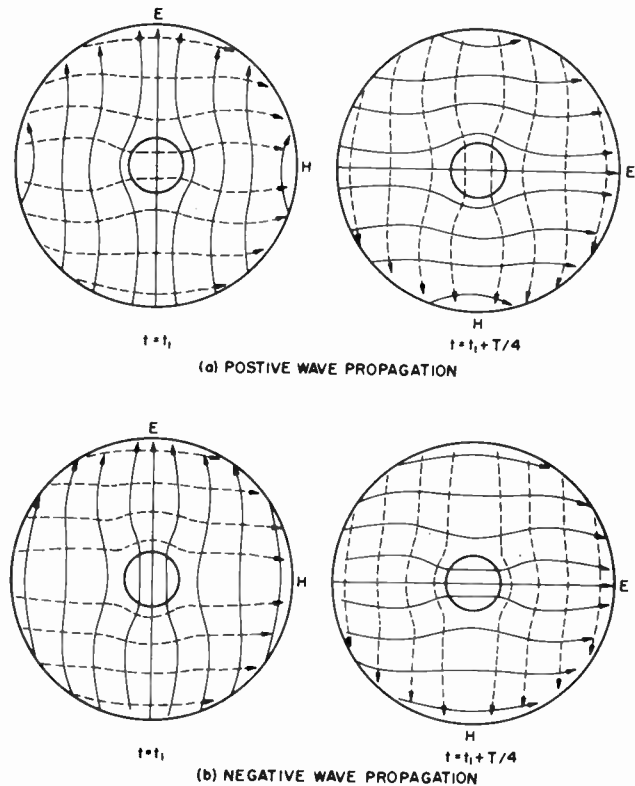 E
H
E
H
t = t₁
t = t₁ + T/4
(a) POSTIVE WAVE PROPAGATION
E
H
E
H
t = t₁
t = t₁ + T/4
(b) NEGATIVE WAVE PROPAGATION